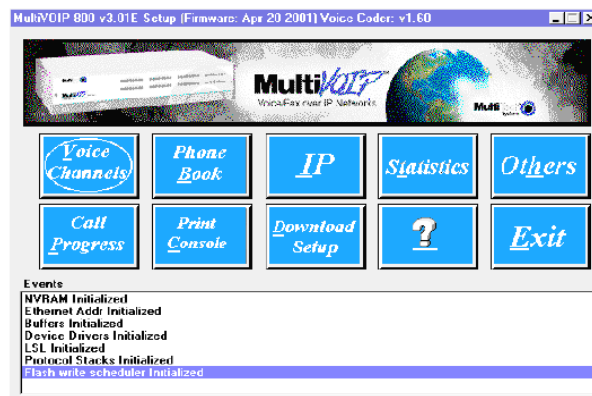 MultiVOIP 800 v3.01E Setup (Firmware: Apr 20 2001) Voice Coder: v1.60
MultiVOIP
Voice/Fax over IP Networks
Multi
Systems
Voice Channels
Phone Book
IP
Statistics
Others
Call Progress
Print Console
Download Setup
?
Exit
Events
NVRAM Initialized
Ethernet Addr Initialized
Buffers Initialized
Device Drivers Initialized
LSL Initialized
Protocol Stacks Initialized
Flash write scheduler Initialized